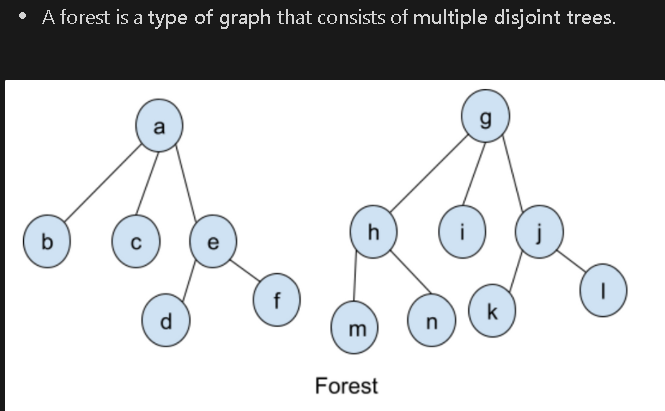 • A forest is a type of graph that consists of multiple disjoint trees.
a
g
b
c
e
h
i
j
d
f
m
n
k
l
Forest